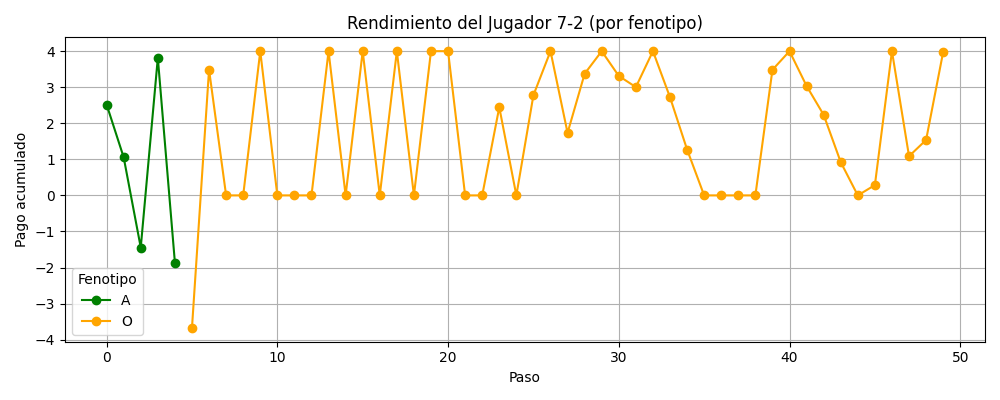 Rendimiento del Jugador 7-2 (por fenotipo)
Pago acumulado
4
3
2
1
0
−1
−2
−3
−4
Fenotipo
A
O
0 10 20 30 40 50
Paso